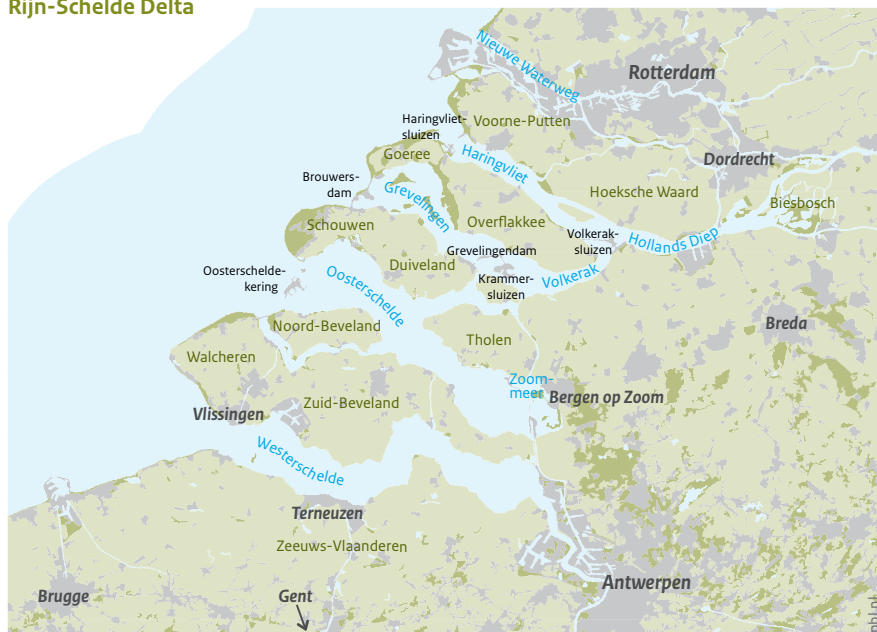 Rijn-Schelde Delta
Nieuwe Waterweg
Rotterdam
Haringvliet-
sluizen
Voorne-Putten
Goeree
Haringvliet
Dordrecht
Brouwers-
dam
Grevelingen
Hoeksche Waard
Biesbosch
Schouwen
Overflakkee
Volkerak-
sluizen
Hollands Diep
Grevelingendam
Duiveland
Oosterschelde-
kering
Krammer-
sluizen
Volkerak
Oosterschelde
Noord-Beveland
Breda
Tholen
Walcheren
Zoom-
meer
Bergen op Zoom
Zuid-Beveland
Vlissingen
Westerschelde
Terneuzen
Zeeuws-Vlaanderen
Antwerpen
Brugge
Gent
pbl.nl